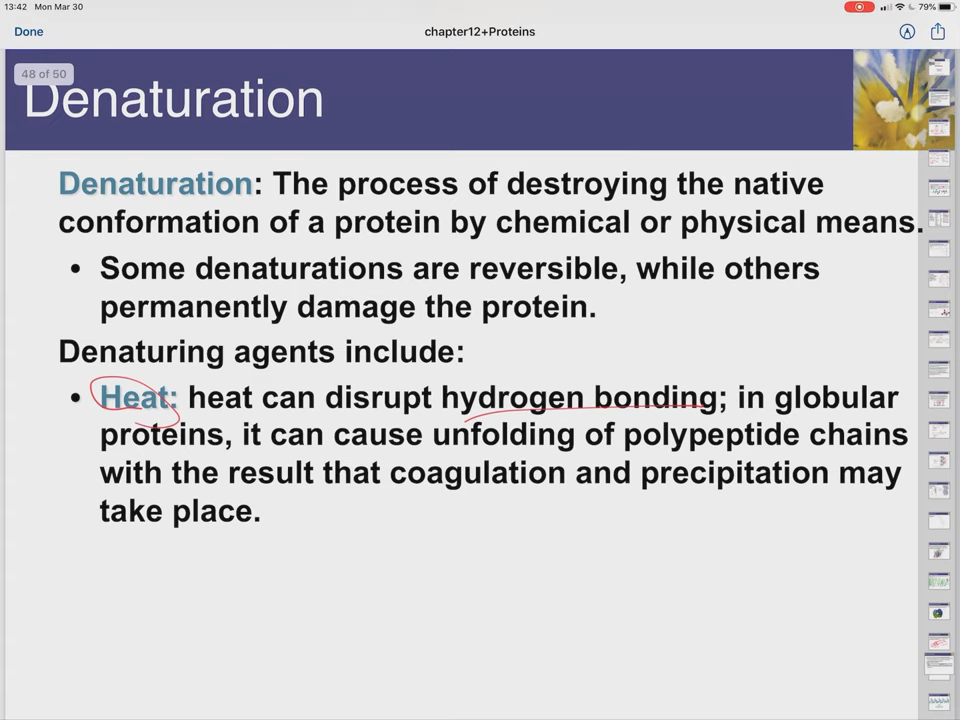 13:42 Mon Mar 30
79%
Done
chapter12+Proteins
48 of 50
Denaturation
Denaturation: The process of destroying the native
conformation of a protein by chemical or physical means.
• Some denaturations are reversible, while others
permanently damage the protein.
Denaturing agents include:
• Heat: heat can disrupt hydrogen bonding; in globular
proteins, it can cause unfolding of polypeptide chains
with the result that coagulation and precipitation may
take place.